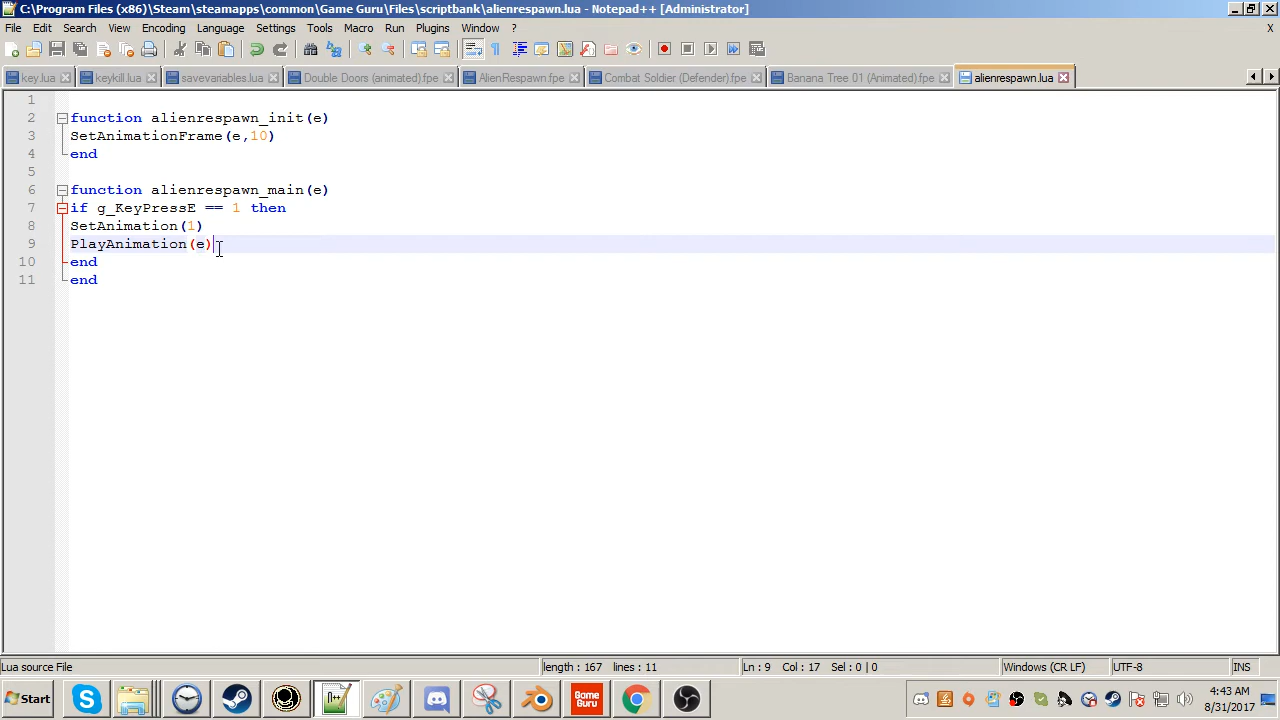 C:\Program Files (x86)\Steam\steamapps\common\Game Guru\Files\scriptbank\alienrespawn.lua - Notepad++ [Administrator]
File Edit Search View Encoding Language Settings Tools Macro Run Plugins Window ? X
key.lua keykill.lua savevariables.lua Double Doors (animated).fpe AlienRespawn.fpe Combat Soldier (Defender).fpe Banana Tree 01 (Animated).fpe alienrespawn.lua
1
2 function alienrespawn_init(e)
3 SetAnimationFrame(e,10)
4 end
5
6 function alienrespawn_main(e)
7 if g_KeyPressE == 1 then
8 SetAnimation(1)
9 PlayAnimation(e)
10 end
11 end
Lua source File length : 167 lines : 11 Ln : 9 Col : 17 Sel : 0 | 0 Windows (CR LF) UTF-8 INS
Start Game Guru 4:43 AM
8/31/2017